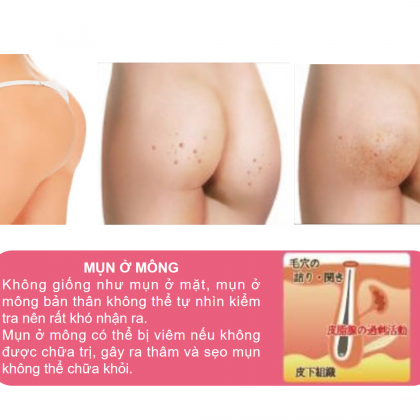 MỤN Ở MÔNG
Không giống như mụn ở mặt, mụn ở
mông bản thân không thể tự nhìn kiểm
tra nên rất khó nhận ra.
Mụn ở mông có thể bị viêm nếu không
được chữa trị, gây ra thâm và sẹo mụn
không thể chữa khỏi.
毛穴の
詰り・開き
皮脂腺の過剰活動
皮下組織